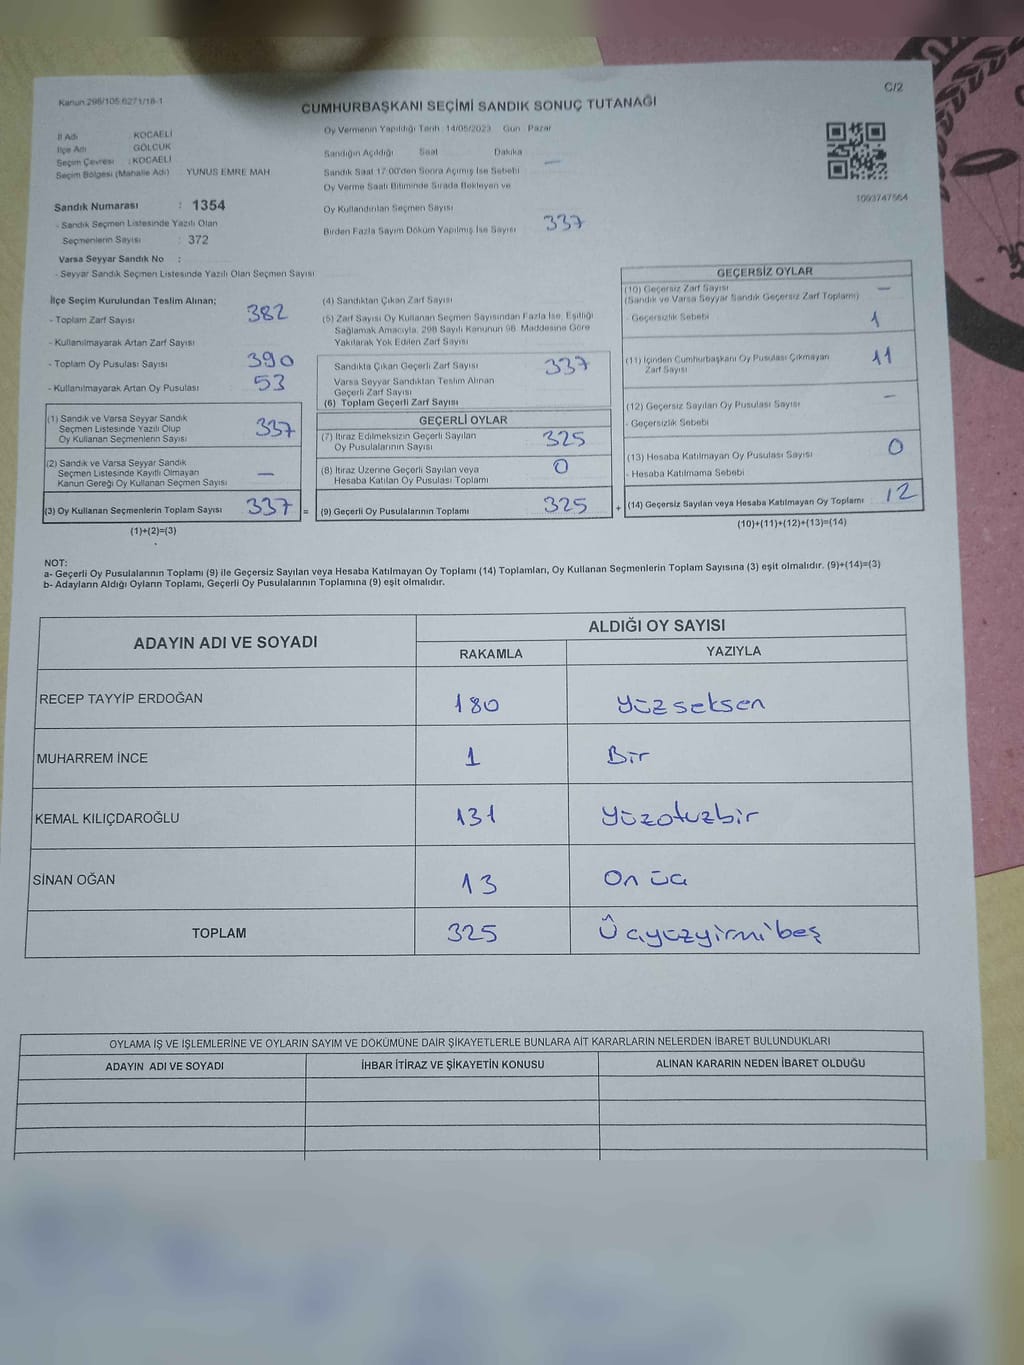 Kanun 298/105.6271/18-1
C/2
CUMHURBAŞKANI SEÇİMİ SANDIK SONUÇ TUTANAĞI
İl Adı KOCAELİ
İlçe Adı GÖLCÜK
Seçim Çevresi : KOCAELİ
Seçim Bölgesi (Mahalle Adı) YUNUS EMRE MAH
Sandık Numarası : 1354
- Sandık Seçmen Listesinde Yazılı Olan
Seçmenlerin Sayısı : 372
Varsa Seyyar Sandık No :
- Seyyar Sandık Seçmen Listesinde Yazılı Olan Seçmen Sayısı
Oy Vermenin Yapıldığı Tarih : 14/05/2023 Gün : Pazar
Sandığın Açıldığı Saat Dakika
Sandık Saat 17:00'den Sonra Açımış İse Sebebi —
Oy Verme Saati Bitiminde Sırada Bekleyen ve
Oy Kullandırılan Seçmen Sayısı
Birden Fazla Sayım Döküm Yapılmış İse Sayısı 337
1093747564
İlçe Seçim Kurulundan Teslim Alınan;
- Toplam Zarf Sayısı 382
- Kullanılmayarak Artan Zarf Sayısı
- Toplam Oy Pusulası Sayısı 390
- Kullanılmayarak Artan Oy Pusulası 53
(1) Sandık ve Varsa Seyyar Sandık
Seçmen Listesinde Yazılı Olup
Oy Kullanan Seçmenlerin Sayısı 337
(2) Sandık ve Varsa Seyyar Sandık
Seçmen Listesinde Kayıtlı Olmayan
Kanun Gereği Oy Kullanan Seçmen Sayısı —
(3) Oy Kullanan Seçmenlerin Toplam Sayısı 337 =
(1)+(2)=(3)
(4) Sandıktan Çıkan Zarf Sayısı
(5) Zarf Sayısı Oy Kullanan Seçmen Sayısından Fazla İse, Eşitliği
Sağlamak Amacıyla, 298 Sayılı Kanunun 98. Maddesine Göre
Yakılarak Yok Edilen Zarf Sayısı
Sandıkta Çıkan Geçerli Zarf Sayısı 337
Varsa Seyyar Sandıktan Teslim Alınan
Geçerli Zarf Sayısı
(6) Toplam Geçerli Zarf Sayısı
GEÇERLİ OYLAR
(7) İtiraz Edilmeksizin Geçerli Sayılan
Oy Pusulalarının Sayısı 325
(8) İtiraz Üzerine Geçerli Sayılan veya
Hesaba Katılan Oy Pusulası Toplamı 0
(9) Geçerli Oy Pusulalarının Toplamı 325 +
GEÇERSİZ OYLAR
(10) Geçersiz Zarf Sayısı —
(Sandık ve Varsa Seyyar Sandık Geçersiz Zarf Toplamı)
- Geçersizlik Sebebi 1
(11) İçinden Cumhurbaşkanı Oy Pusulası Çıkmayan 11
Zarf Sayısı
(12) Geçersiz Sayılan Oy Pusulası Sayısı —
- Geçersizlik Sebebi
(13) Hesaba Katılmayan Oy Pusulası Sayısı 0
- Hesaba Katılmama Sebebi
(14) Geçersiz Sayılan veya Hesaba Katılmayan Oy Toplamı 12
(10)+(11)+(12)+(13)=(14)
NOT:
a- Geçerli Oy Pusulalarının Toplamı (9) ile Geçersiz Sayılan veya Hesaba Katılmayan Oy Toplamı (14) Toplamları, Oy Kullanan Seçmenlerin Toplam Sayısına (3) eşit olmalıdır. (9)+(14)=(3)
b- Adayların Aldığı Oyların Toplamı, Geçerli Oy Pusulalarının Toplamına (9) eşit olmalıdır.
ADAYIN ADI VE SOYADI
ALDIĞI OY SAYISI
RAKAMLA YAZIYLA
RECEP TAYYİP ERDOĞAN 180 Yüzseksen
MUHARREM İNCE 1 Bir
KEMAL KILIÇDAROĞLU 131 Yüzotuzbir
SİNAN OĞAN 13 On üç
TOPLAM 325 Üçyüzyirmibeş
OYLAMA İŞ VE İŞLEMLERİNE VE OYLARIN SAYIM VE DÖKÜMÜNE DAİR ŞİKAYETLERLE BUNLARA AİT KARARLARIN NELERDEN İBARET BULUNDUKLARI
ADAYIN ADI VE SOYADI İHBAR İTİRAZ VE ŞİKAYETİN KONUSU ALINAN KARARIN NEDEN İBARET OLDUĞU